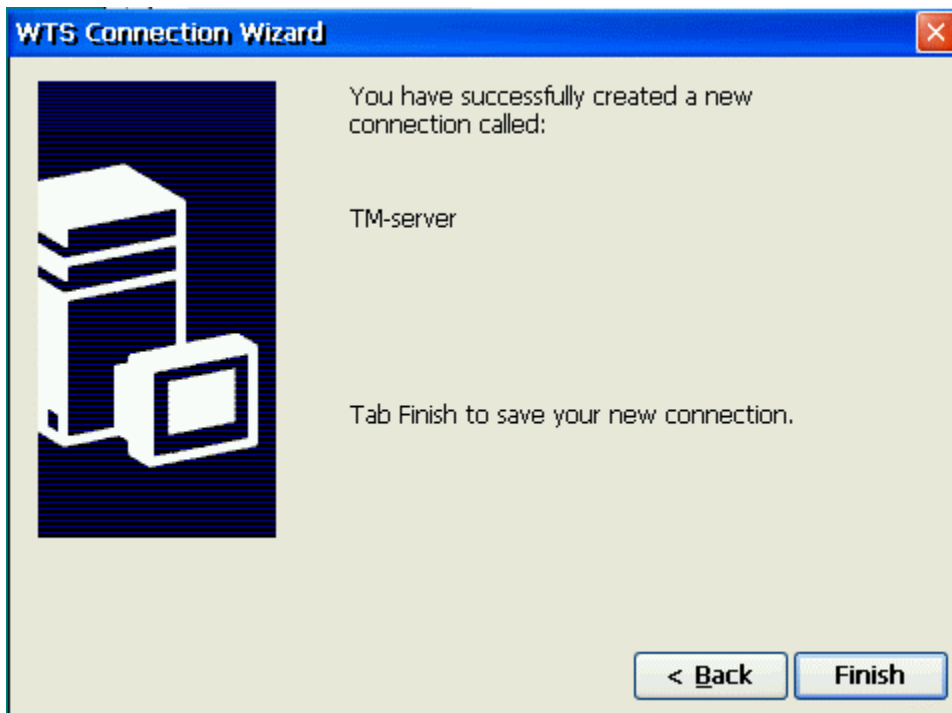 WTS Connection Wizard
You have successfully created a new
connection called:
TM-server
Tab Finish to save your new connection.
< Back
Finish